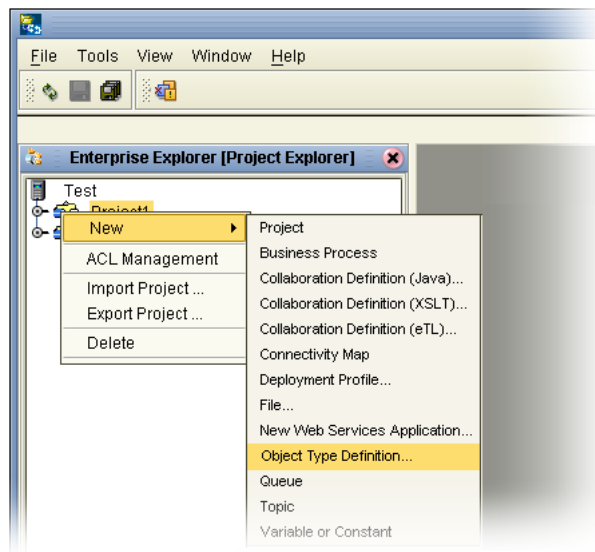 File Tools View Window Help
Enterprise Explorer [Project Explorer]
Test
Project1
New
ACL Management
Import Project ...
Export Project ...
Delete
Project
Business Process
Collaboration Definition (Java)...
Collaboration Definition (XSLT)...
Collaboration Definition (eTL)...
Connectivity Map
Deployment Profile...
File...
New Web Services Application...
Object Type Definition...
Queue
Topic
Variable or Constant